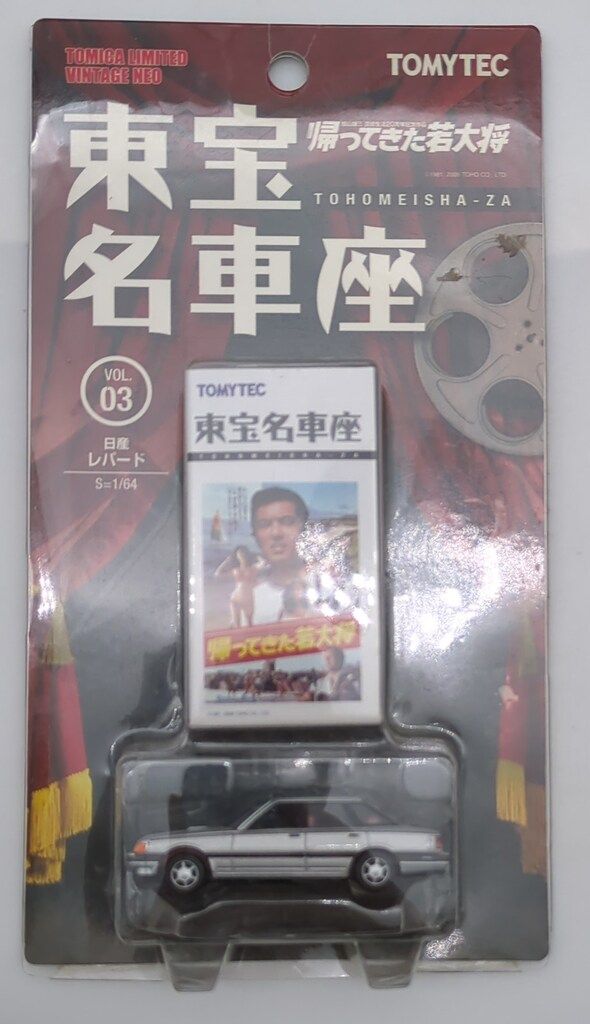 TOMICA LIMITED
VINTAGE NEO
TOMYTEC
東宝
帰ってきた若大将
TOHOMEISHA-ZA
名車座
VOL.
03
日産
レパード
S=1/64
TOMYTEC
東宝名車座
TOHOMEISHA-ZA
帰ってきた若大将